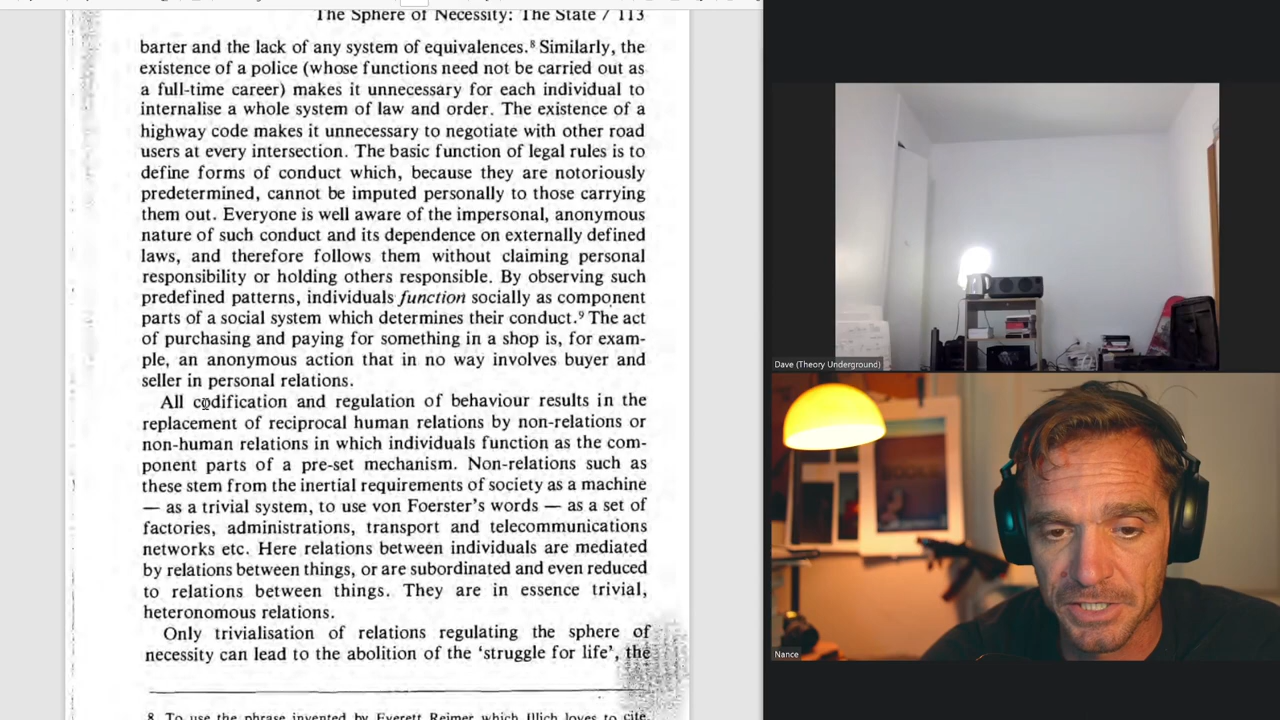 The Sphere of Necessity: The State / 113
barter and the lack of any system of equivalences.⁸ Similarly, the
existence of a police (whose functions need not be carried out as
a full-time career) makes it unnecessary for each individual to
internalise a whole system of law and order. The existence of a
highway code makes it unnecessary to negotiate with other road
users at every intersection. The basic function of legal rules is to
define forms of conduct which, because they are notoriously
predetermined, cannot be imputed personally to those carrying
them out. Everyone is well aware of the impersonal, anonymous
nature of such conduct and its dependence on externally defined
laws, and therefore follows them without claiming personal
responsibility or holding others responsible. By observing such
predefined patterns, individuals function socially as component
parts of a social system which determines their conduct.⁹ The act
of purchasing and paying for something in a shop is, for exam-
ple, an anonymous action that in no way involves buyer and
seller in personal relations.
All codification and regulation of behaviour results in the
replacement of reciprocal human relations by non-relations or
non-human relations in which individuals function as the com-
ponent parts of a pre-set mechanism. Non-relations such as
these stem from the inertial requirements of society as a machine
— as a trivial system, to use von Foerster's words — as a set of
factories, administrations, transport and telecommunications
networks etc. Here relations between individuals are mediated
by relations between things, or are subordinated and even reduced
to relations between things. They are in essence trivial,
heteronomous relations.
Only trivialisation of relations regulating the sphere of
necessity can lead to the abolition of the 'struggle for life', the
8. To use the phrase invented by Everett Reimer which Illich loves to cite.
Dave (Theory Underground)
Nance